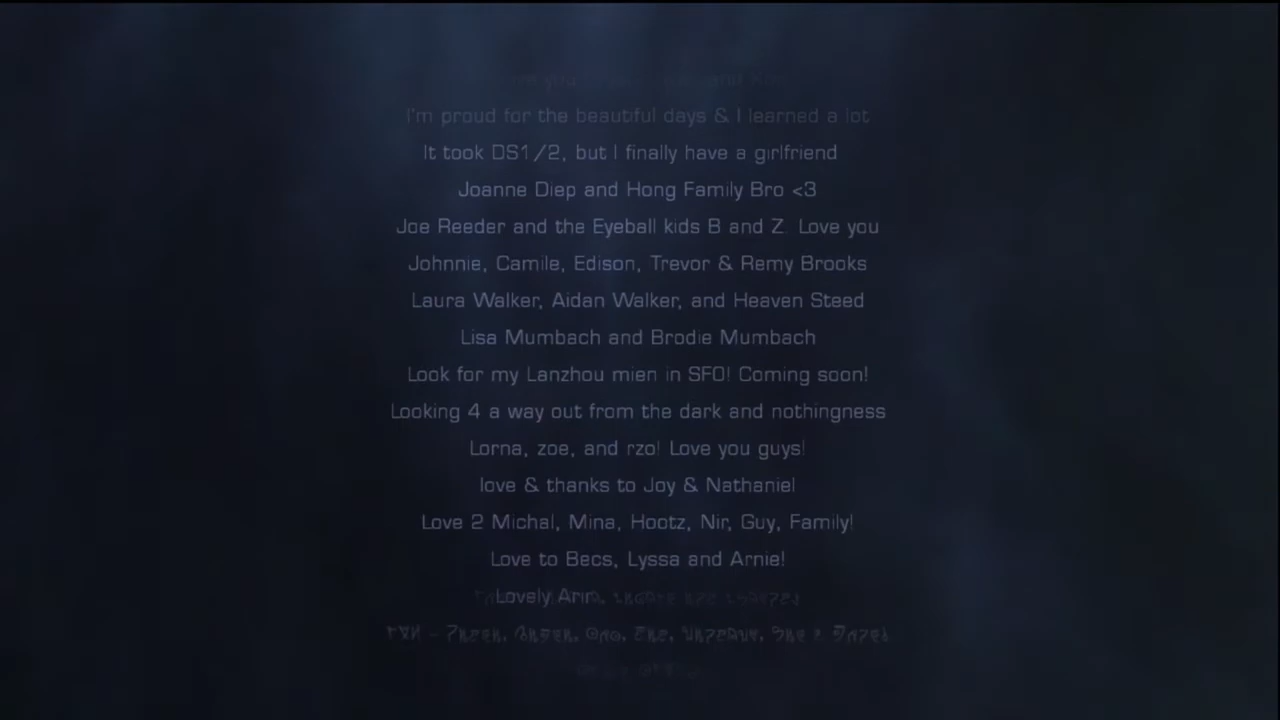 I'm proud for the beautiful days & I learned a lot
It took DS1/2, but I finally have a girlfriend
Joanne Diep and Hong Family Bro <3
Joe Reeder and the Eyeball kids B and Z. Love you
Johnnie, Camile, Edison, Trevor & Remy Brooks
Laura Walker, Aidan Walker, and Heaven Steed
Lisa Mumbach and Brodie Mumbach
Look for my Lanzhou mien in SFO! Coming soon!
Looking 4 a way out from the dark and nothingness
Lorna, zoe, and rzo! Love you guys!
love & thanks to Joy & Nathaniel
Love 2 Michal, Mina, Hootz, Nir, Guy, Family!
Love to Becs, Lyssa and Arnie!
Lovely